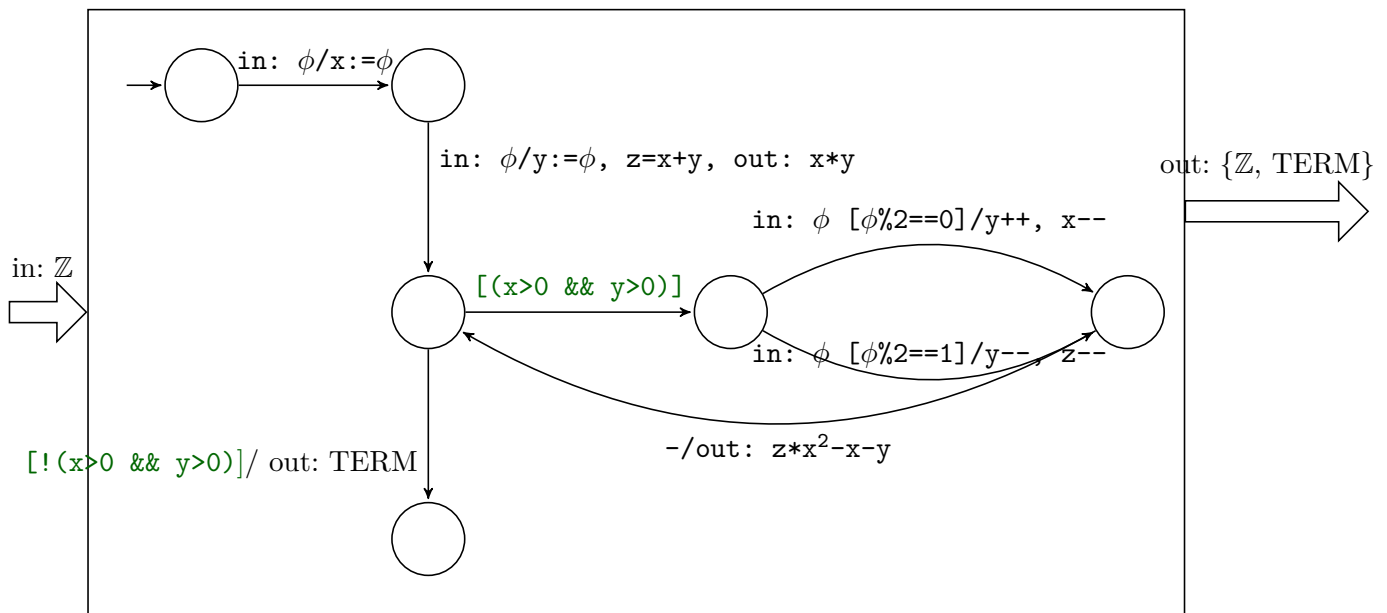 in: ϕ/x:=ϕ
in: ϕ/y:=ϕ, z=x+y, out: x*y
out: {ℤ, TERM}
in: ϕ [ϕ%2==0]/y++, x--
in: ℤ
[(x>0 && y>0)]
in: ϕ [ϕ%2==1]/y--, z--
-/out: z*x²-x-y
[!(x>0 && y>0)]/ out: TERM